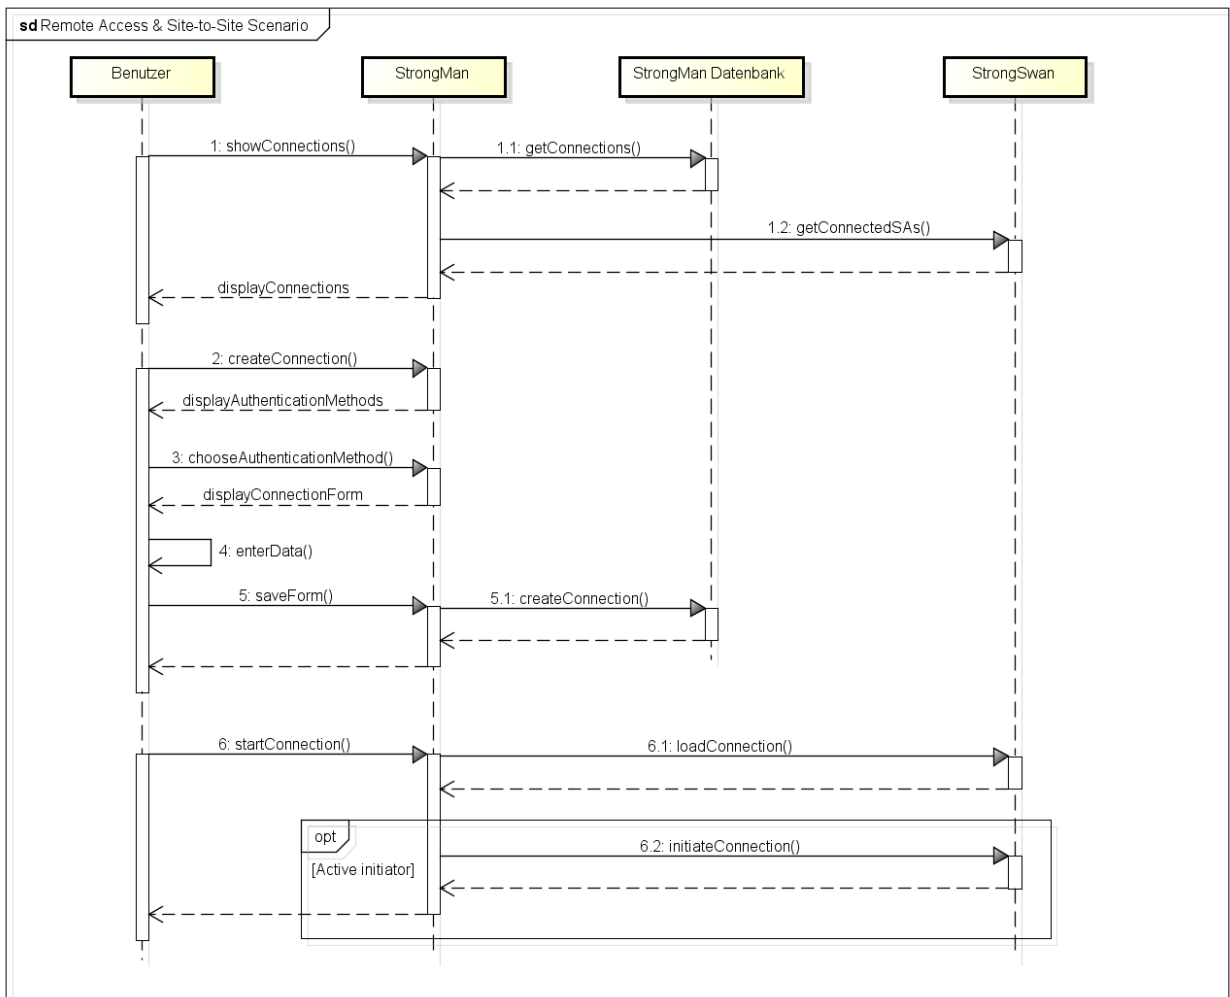 sd Remote Access & Site-to-Site Scenario
Benutzer
StrongMan
StrongMan Datenbank
StrongSwan
1: showConnections()
1.1: getConnections()
1.2: getConnectedSAs()
displayConnections
2: createConnection()
displayAuthenticationMethods
3: chooseAuthenticationMethod()
displayConnectionForm
4: enterData()
5: saveForm()
5.1: createConnection()
6: startConnection()
6.1: loadConnection()
opt
6.2: initiateConnection()
[Active initiator]